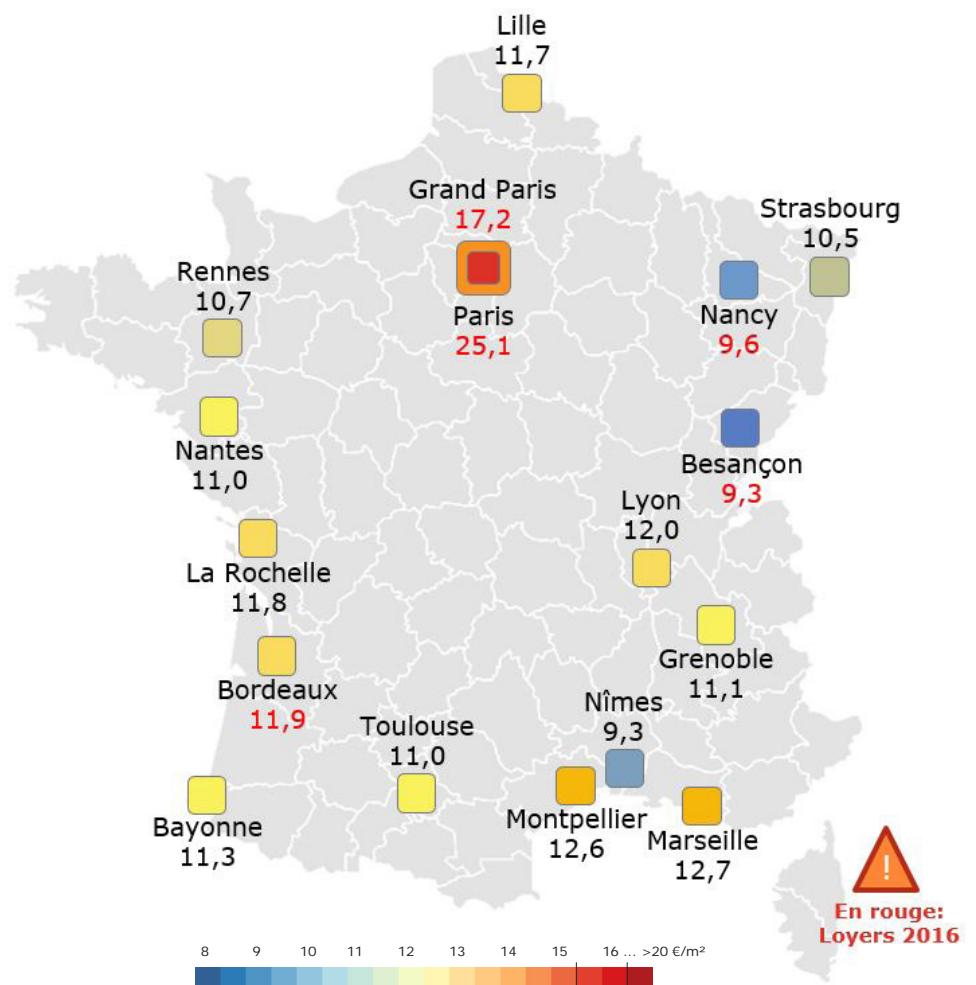 Lille
11,7
Grand Paris
17,2
Paris
25,1
Strasbourg
10,5
Rennes
10,7
Nancy
9,6
Nantes
11,0
Besançon
9,3
Lyon
12,0
La Rochelle
11,8
Grenoble
11,1
Bordeaux
11,9
Nîmes
9,3
Toulouse
11,0
Bayonne
11,3
Montpellier
12,6
Marseille
12,7
!
En rouge:
Loyers 2016
8 9 10 11 12 13 14 15 16 ... >20 €/m²